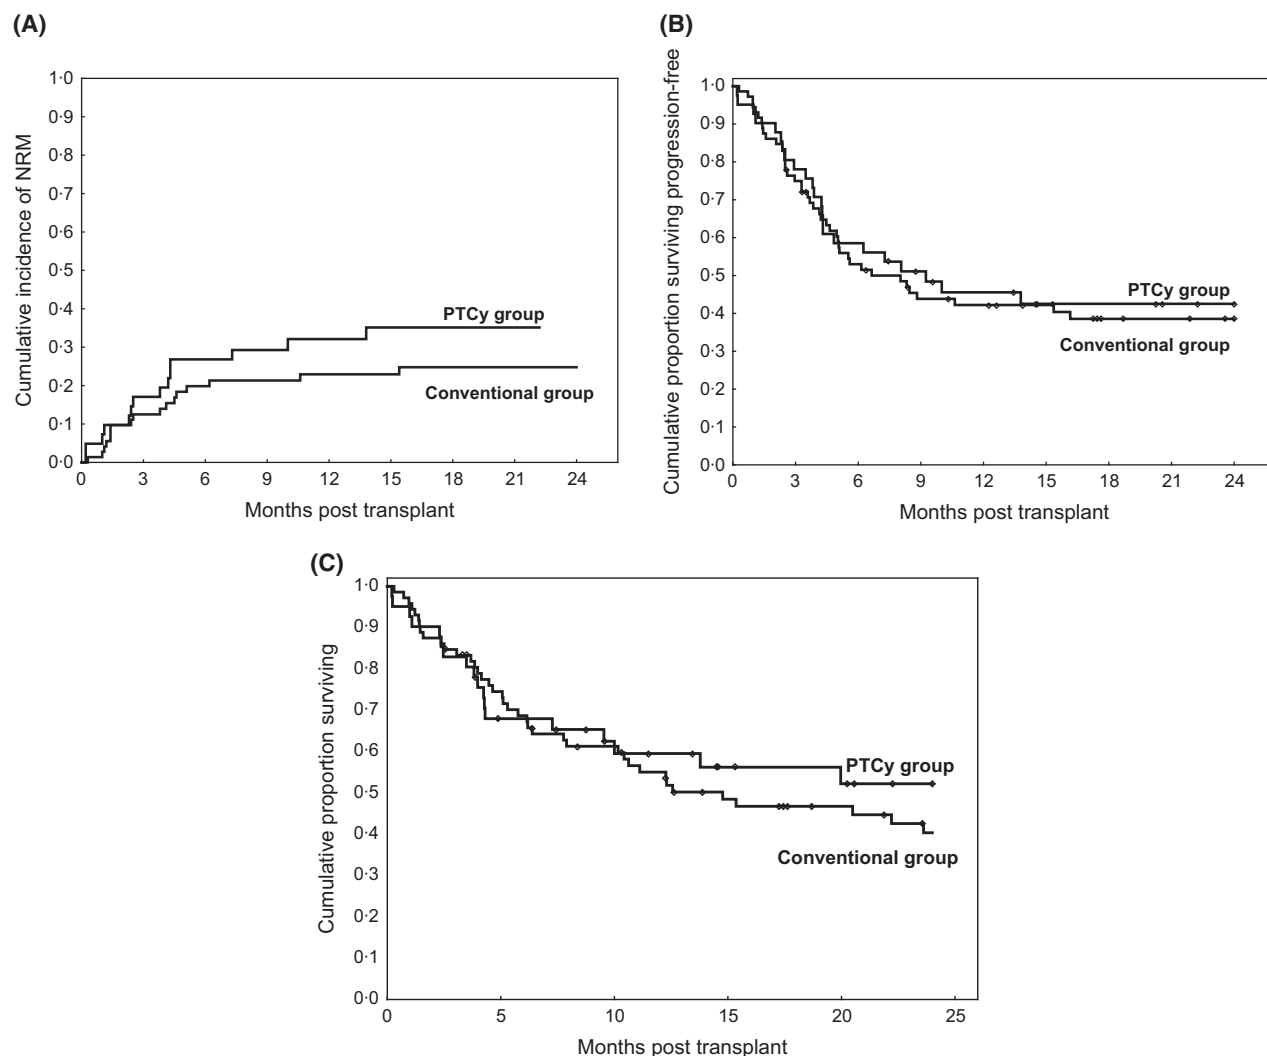 (A)
Cumulative incidence of NRM
1·0
0·9
0·8
0·7
0·6
0·5
0·4
0·3
0·2
0·1
0·0
PTCy group
Conventional group
0 3 6 9 12 15 18 21 24
Months post transplant
(B)
Cumulative proportion surviving progression-free
1·0
0·9
0·8
0·7
0·6
0·5
0·4
0·3
0·2
0·1
0·0
PTCy group
Conventional group
0 3 6 9 12 15 18 21 24
Months post transplant
(C)
Cumulative proportion surviving
1·0
0·9
0·8
0·7
0·6
0·5
0·4
0·3
0·2
0·1
0·0
PTCy group
Conventional group
0 5 10 15 20 25
Months post transplant